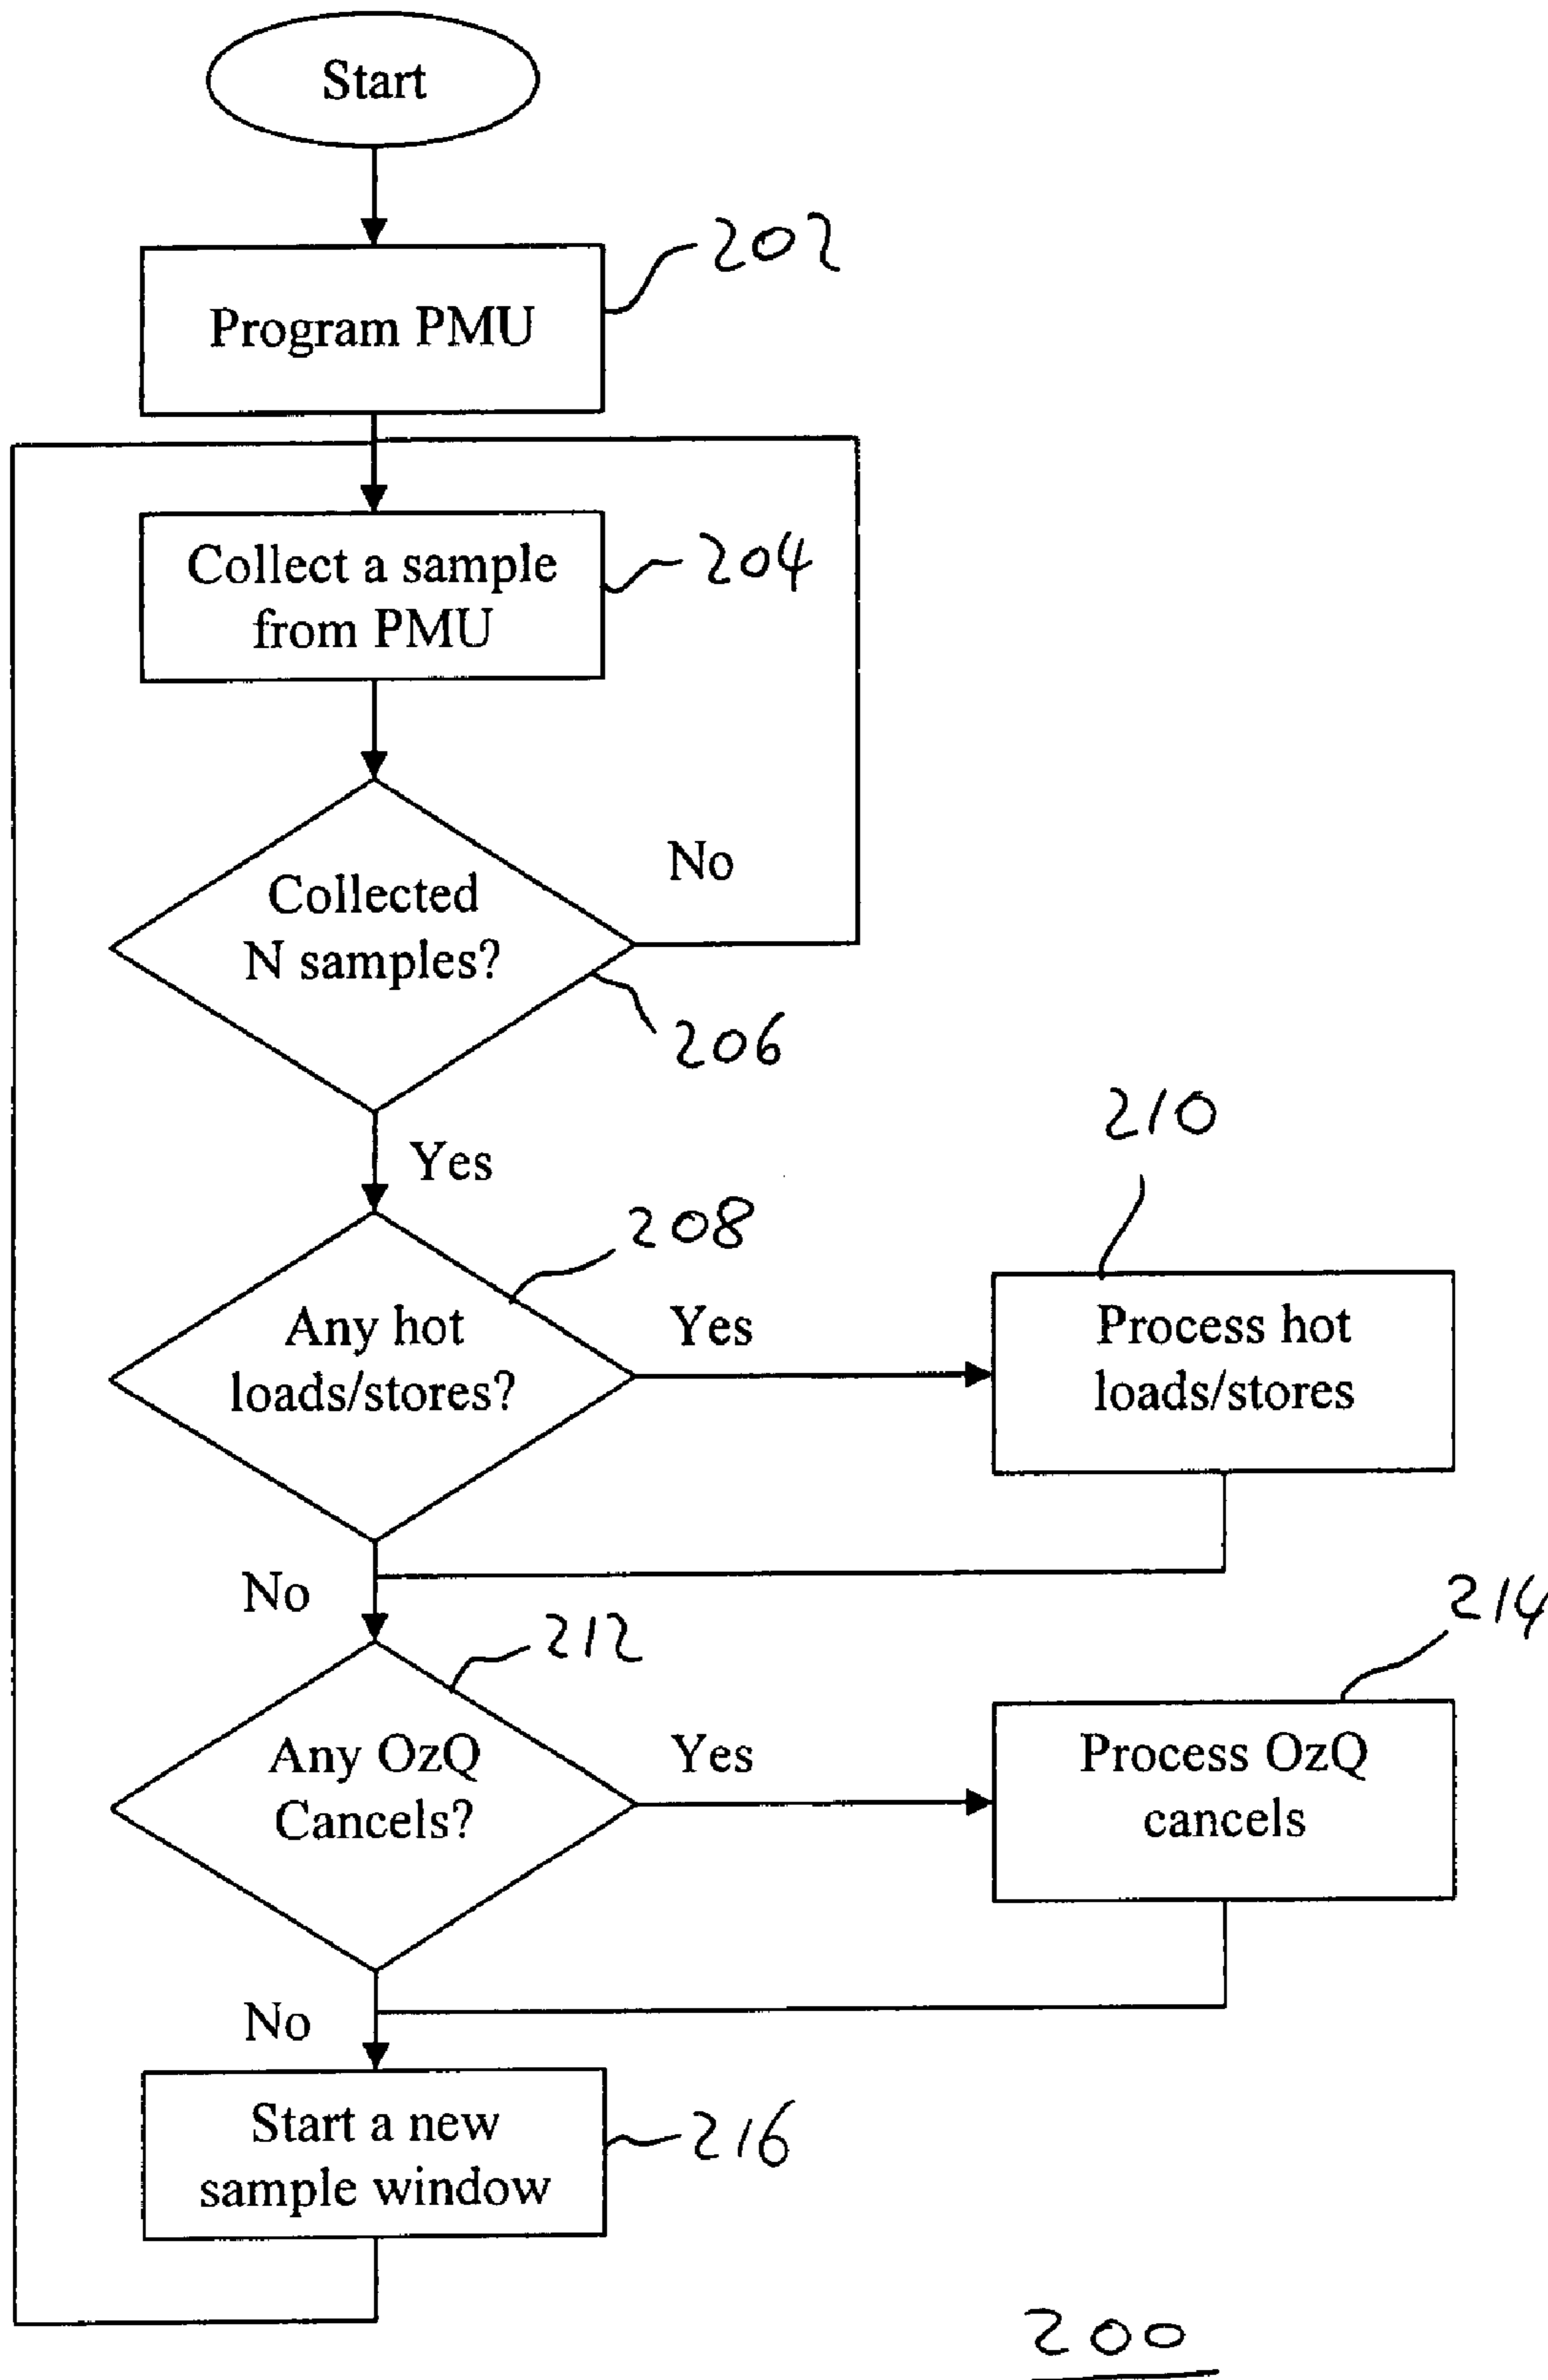 Start
202
Program PMU
Collect a sample
from PMU
204
No
Collected
N samples?
206
Yes
210
208
Any hot
loads/stores?
Yes
Process hot
loads/stores
No
212
214
Any OzQ
Cancels?
Yes
Process OzQ
cancels
No
Start a new
sample window
216
200